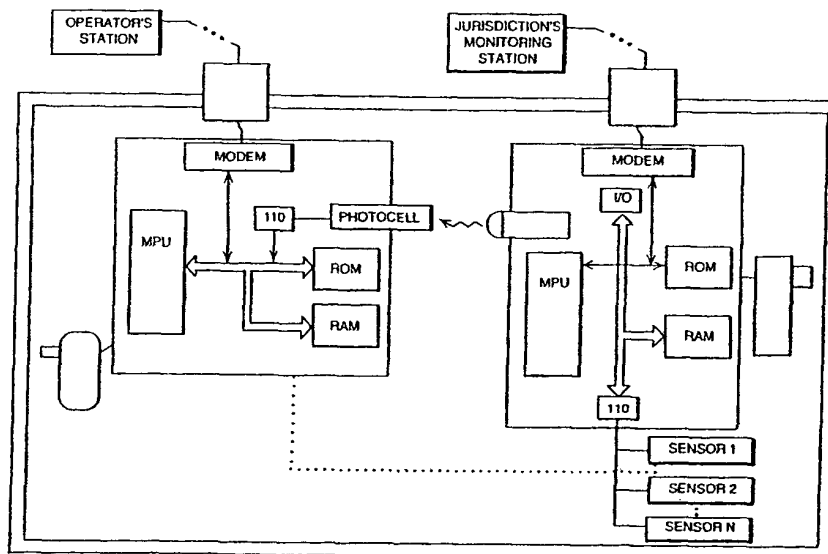 OPERATOR'S
STATION
JURISDICTION'S
MONITORING
STATION
MODEM
110
PHOTOCELL
MPU
ROM
RAM
MODEM
I/O
MPU
ROM
RAM
110
SENSOR 1
SENSOR 2
SENSOR N